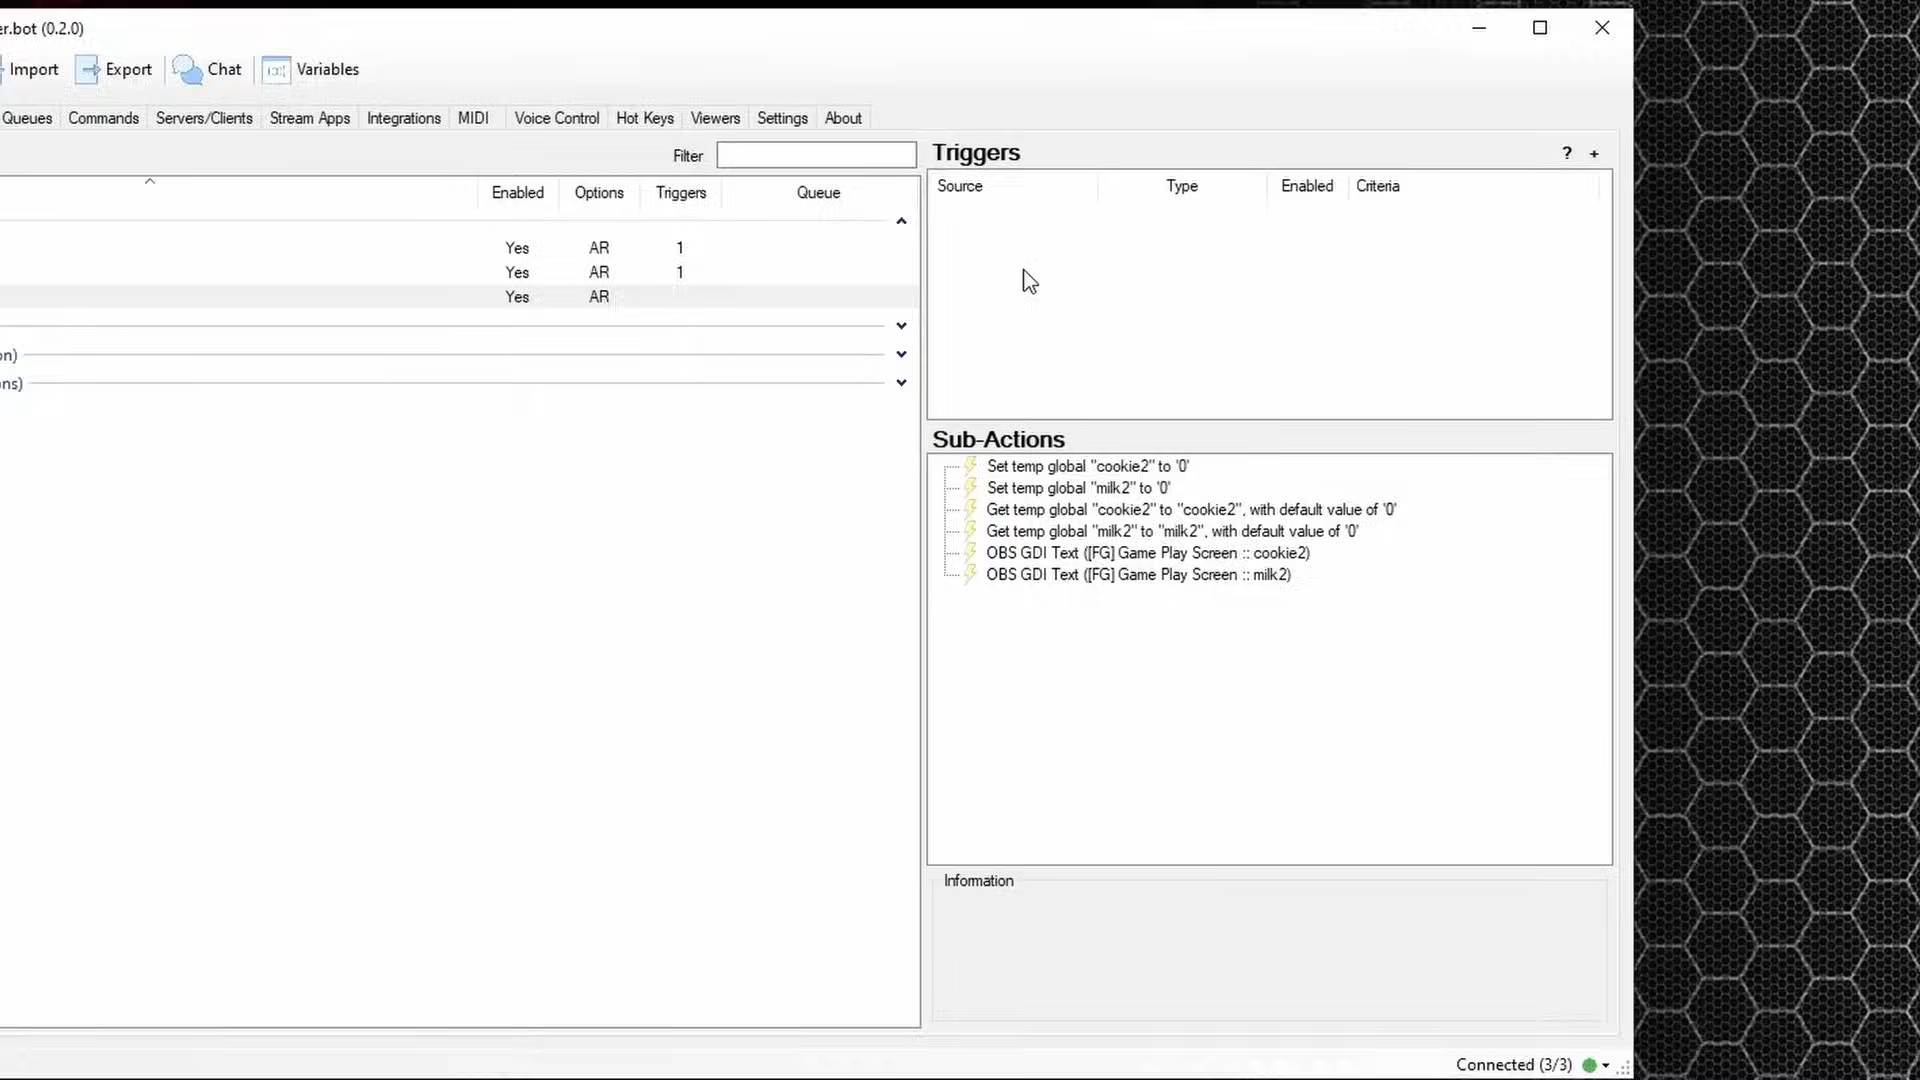 er.bot (0.2.0)
Import Export Chat Variables
Queues Commands Servers/Clients Stream Apps Integrations MIDI Voice Control Hot Keys Viewers Settings About
Filter
Enabled Options Triggers Queue
Yes AR 1
Yes AR 1
Yes AR
on)
ons)
Triggers ? +
Source Type Enabled Criteria
Sub-Actions
Set temp global "cookie2" to '0'
Set temp global "milk2" to '0'
Get temp global "cookie2" to "cookie2", with default value of '0'
Get temp global "milk2" to "milk2", with default value of '0'
OBS GDI Text ([FG] Game Play Screen :: cookie2)
OBS GDI Text ([FG] Game Play Screen :: milk2)
Information
Connected (3/3)